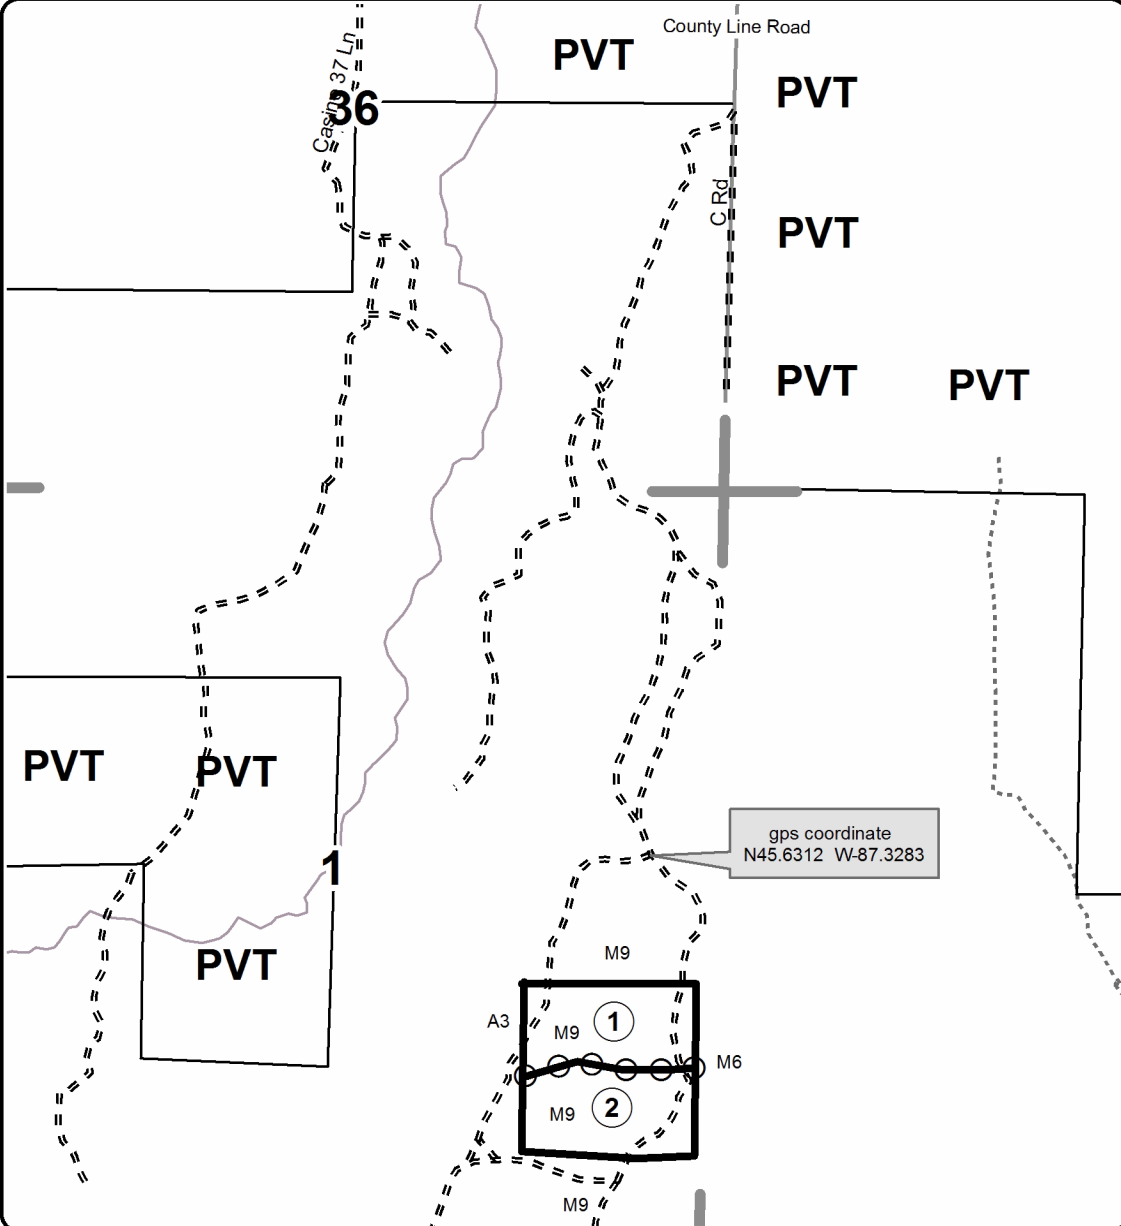 County Line Road
PVT
PVT
Casino 37 Ln
36
C Rd
PVT
PVT
PVT
PVT
PVT
gps coordinate
N45.6312 W-87.3283
1
PVT
M9
A3
M9
1
M6
M9
2
M9